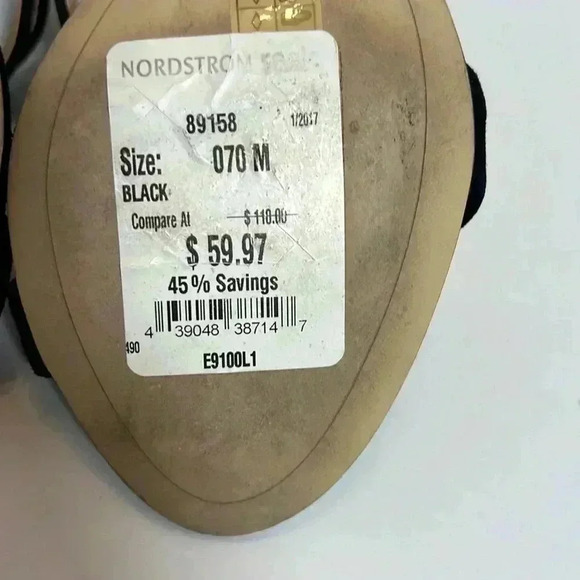 NORDSTROM rack
89158 1/2017
Size: 070 M
BLACK
Compare At $ 110.00
$ 59.97
45% Savings
4 39048 38714 7
490
E9100L1